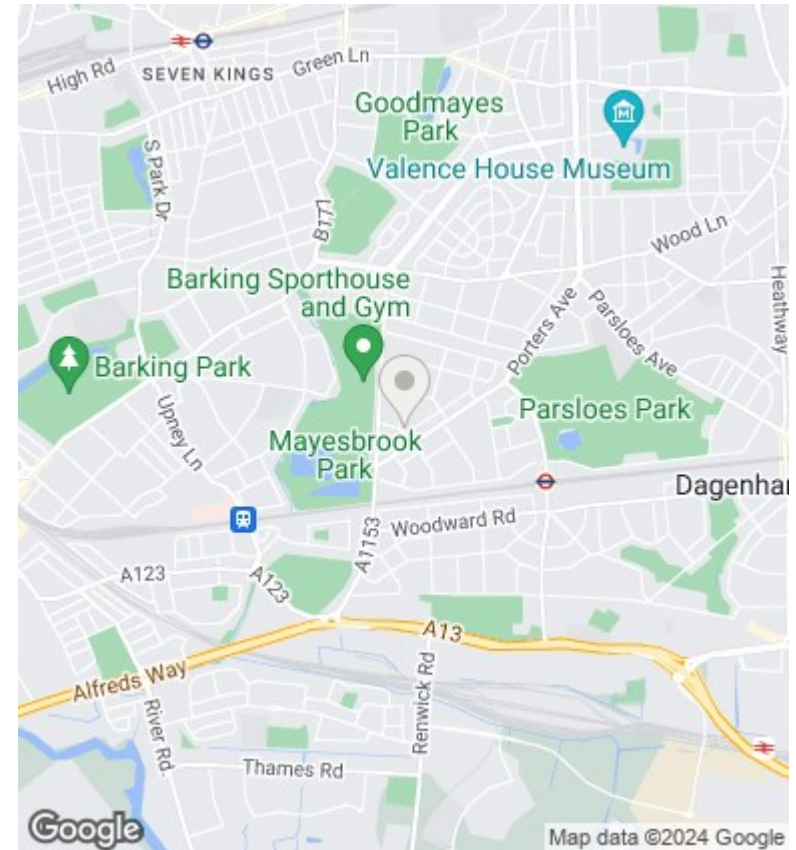 High Rd
SEVEN KINGS
Green Ln
Goodmayes
Park
Valence House Museum
S Park Dr
B177
Wood Ln
Barking Sporthouse
and Gym
Heathway
Porters Ave
Parsloes Ave
Barking Park
Upney Ln
Parsloes Park
Mayesbrook
Park
Dagenha
Woodward Rd
A1153
A123
A123
A13
Alfreds Way
River Rd
Renwick Rd
Thames Rd
Google
Map data ©2024 Google